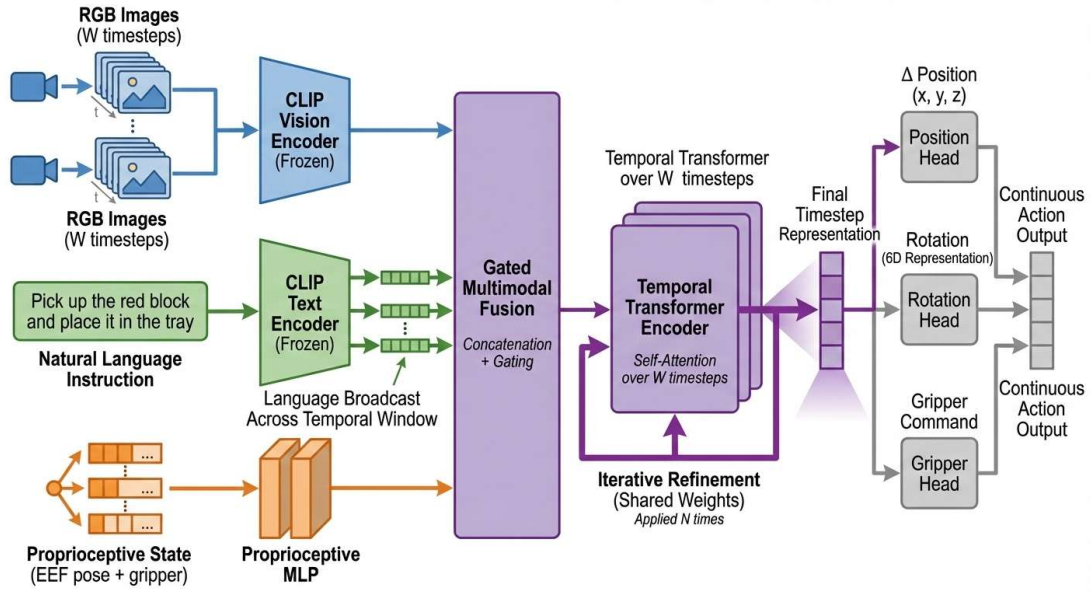 RGB Images
(W timesteps)
t
t
RGB Images
(W timesteps)
CLIP
Vision
Encoder
(Frozen)
Pick up the red block
and place it in the tray
Natural Language
Instruction
CLIP
Text
Encoder
(Frozen)
Language Broadcast
Across Temporal Window
...
...
...
Proprioceptive State
(EEF pose + gripper)
Proprioceptive
MLP
Gated
Multimodal
Fusion
Concatenation
+ Gating
Temporal Transformer
over W timesteps
Temporal
Transformer
Encoder
Self-Attention
over W timesteps
Iterative Refinement
(Shared Weights)
Applied N times
Final
Timestep
Representation
Δ Position
(x, y, z)
Position
Head
Rotation
(6D Representation)
Rotation
Head
Gripper
Command
Gripper
Head
Continuous
Action
Output
Continuous
Action
Output